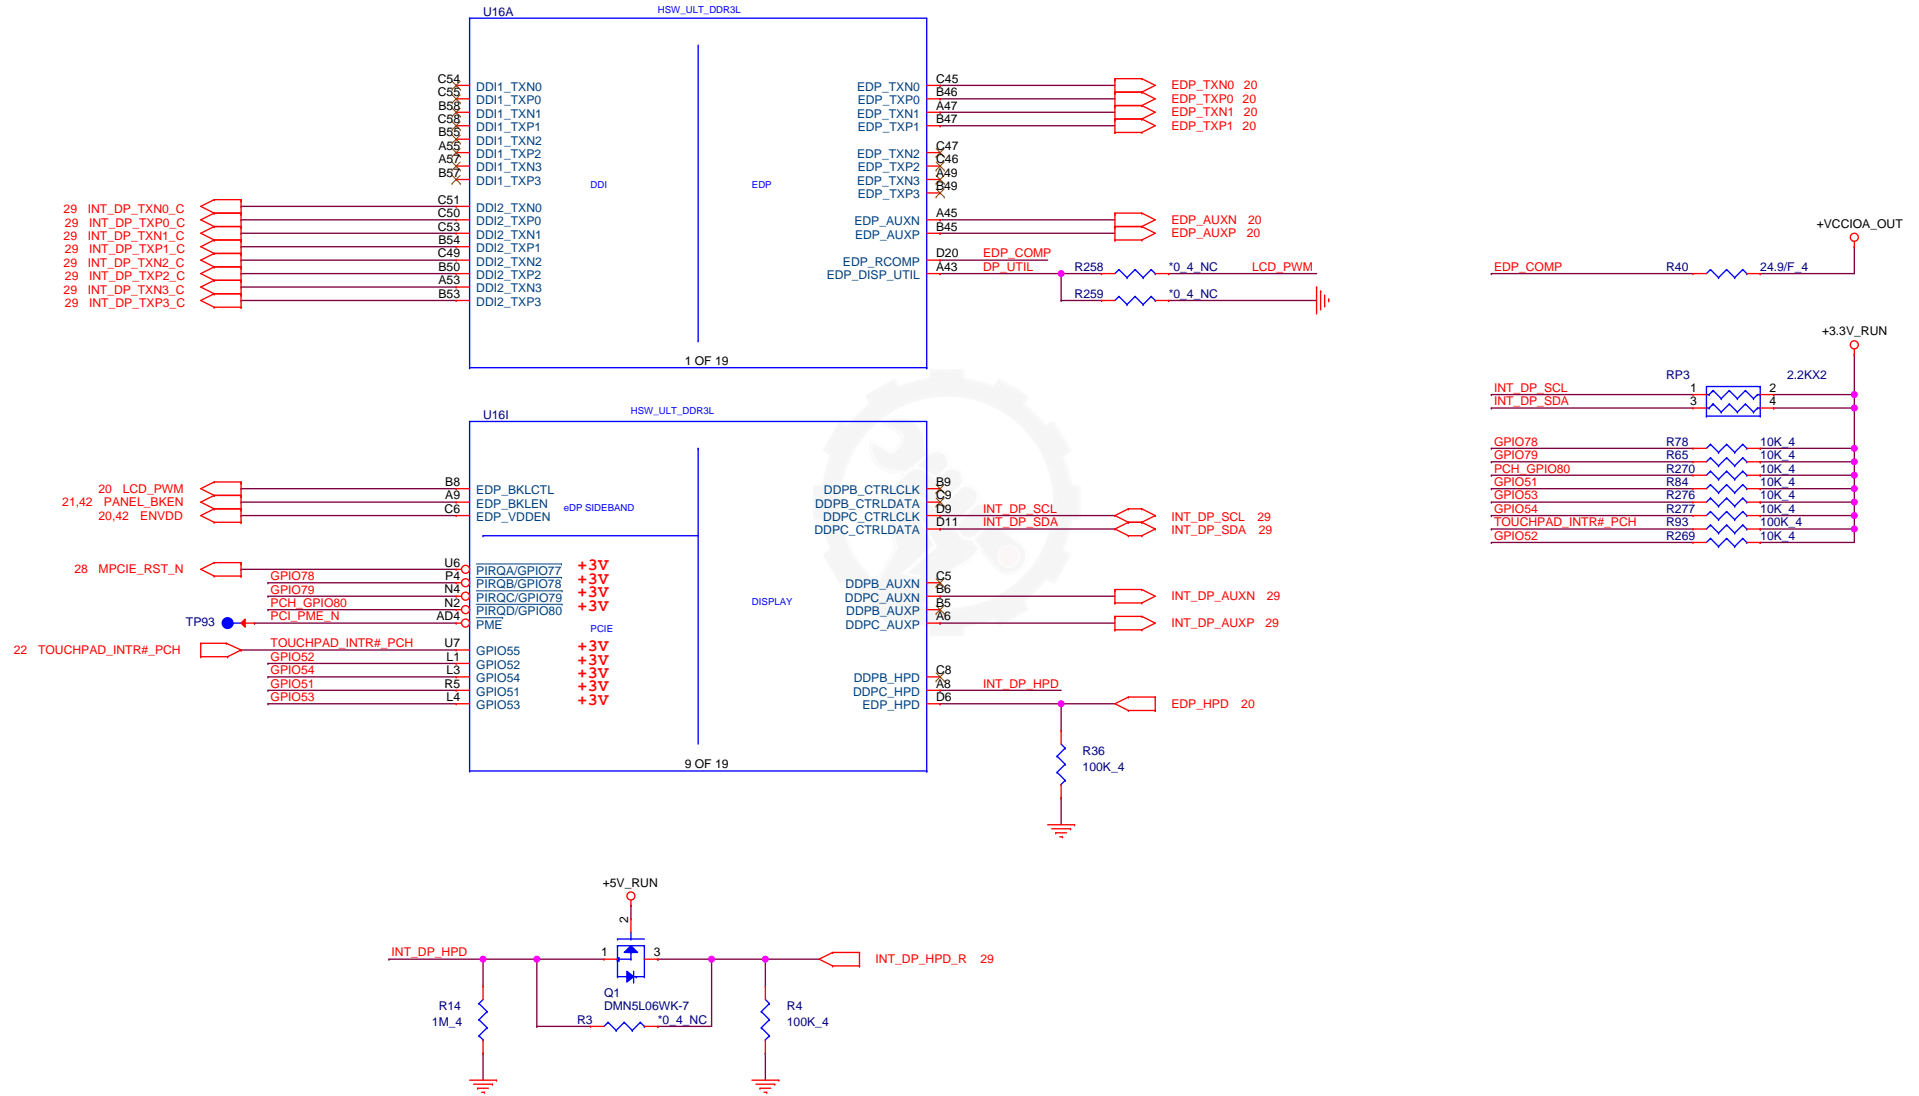 U16A
HSW_ULT_DDR3L
C54 DDI1_TXN0
C55 DDI1_TXP0
B58 DDI1_TXN1
C58 DDI1_TXP1
B55 DDI1_TXN2
A55 DDI1_TXP2
A57 DDI1_TXN3
B57 DDI1_TXP3
DDI
29 INT_DP_TXN0_C C51 DDI2_TXN0
29 INT_DP_TXP0_C C50 DDI2_TXP0
29 INT_DP_TXN1_C C53 DDI2_TXN1
29 INT_DP_TXP1_C B54 DDI2_TXP1
29 INT_DP_TXN2_C C49 DDI2_TXN2
29 INT_DP_TXP2_C B50 DDI2_TXP2
29 INT_DP_TXN3_C A53 DDI2_TXN3
29 INT_DP_TXP3_C B53 DDI2_TXP3
EDP
EDP_TXN0 C45 EDP_TXN0 20
EDP_TXP0 B46 EDP_TXP0 20
EDP_TXN1 A47 EDP_TXN1 20
EDP_TXP1 B47 EDP_TXP1 20
EDP_TXN2 C47
EDP_TXP2 C46
EDP_TXN3 A49
EDP_TXP3 B49
EDP_AUXN A45 EDP_AUXN 20
EDP_AUXP B45 EDP_AUXP 20
EDP_RCOMP D20 EDP_COMP
EDP_DISP_UTIL A43 DP_UTIL R258 *0_4_NC LCD_PWM
R259 *0_4_NC
1 OF 19
+VCCIOA_OUT
EDP_COMP R40 24.9/F_4
+3.3V_RUN
RP3 2.2KX2
INT_DP_SCL 1 2
INT_DP_SDA 3 4
GPIO78 R78 10K_4
GPIO79 R65 10K_4
PCH_GPIO80 R270 10K_4
GPIO51 R84 10K_4
GPIO53 R276 10K_4
GPIO54 R277 10K_4
TOUCHPAD_INTR#_PCH R93 100K_4
GPIO52 R269 10K_4
U16I
HSW_ULT_DDR3L
20 LCD_PWM B8 EDP_BKLCTL
21,42 PANEL_BKEN A9 EDP_BKLEN
20,42 ENVDD C6 EDP_VDDEN
eDP SIDEBAND
28 MPCIE_RST_N U6 PIRQA/GPIO77 +3V
GPIO78 P4 PIRQB/GPIO78 +3V
GPIO79 N4 PIRQC/GPIO79 +3V
PCH_GPIO80 N2 PIRQD/GPIO80 +3V
TP93 PCI_PME_N AD4 PME
PCIE
22 TOUCHPAD_INTR#_PCH TOUCHPAD_INTR#_PCH U7 GPIO55 +3V
GPIO52 L1 GPIO52 +3V
GPIO54 L3 GPIO54 +3V
GPIO51 R5 GPIO51 +3V
GPIO53 L4 GPIO53 +3V
DISPLAY
DDPB_CTRLCLK B9
DDPB_CTRLDATA C9
DDPC_CTRLCLK D9 INT_DP_SCL INT_DP_SCL 29
DDPC_CTRLDATA D11 INT_DP_SDA INT_DP_SDA 29
DDPB_AUXN C5
DDPC_AUXN B6 INT_DP_AUXN 29
DDPB_AUXP B5
DDPC_AUXP A6 INT_DP_AUXP 29
DDPB_HPD C8
DDPC_HPD A8 INT_DP_HPD
EDP_HPD D6 EDP_HPD 20
R36
100K_4
9 OF 19
+5V_RUN
2
INT_DP_HPD 1 3 INT_DP_HPD_R 29
Q1
DMN5L06WK-7
R14
1M_4
R3 *0_4_NC
R4
100K_4